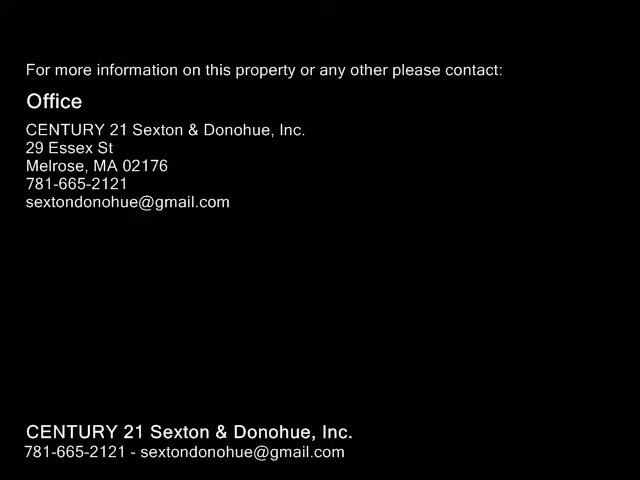 For more information on this property or any other please contact:
Office
CENTURY 21 Sexton & Donohue, Inc.
29 Essex St
Melrose, MA 02176
781-665-2121
sextondonohue@gmail.com
CENTURY 21 Sexton & Donohue, Inc.
781-665-2121 - sextondonohue@gmail.com